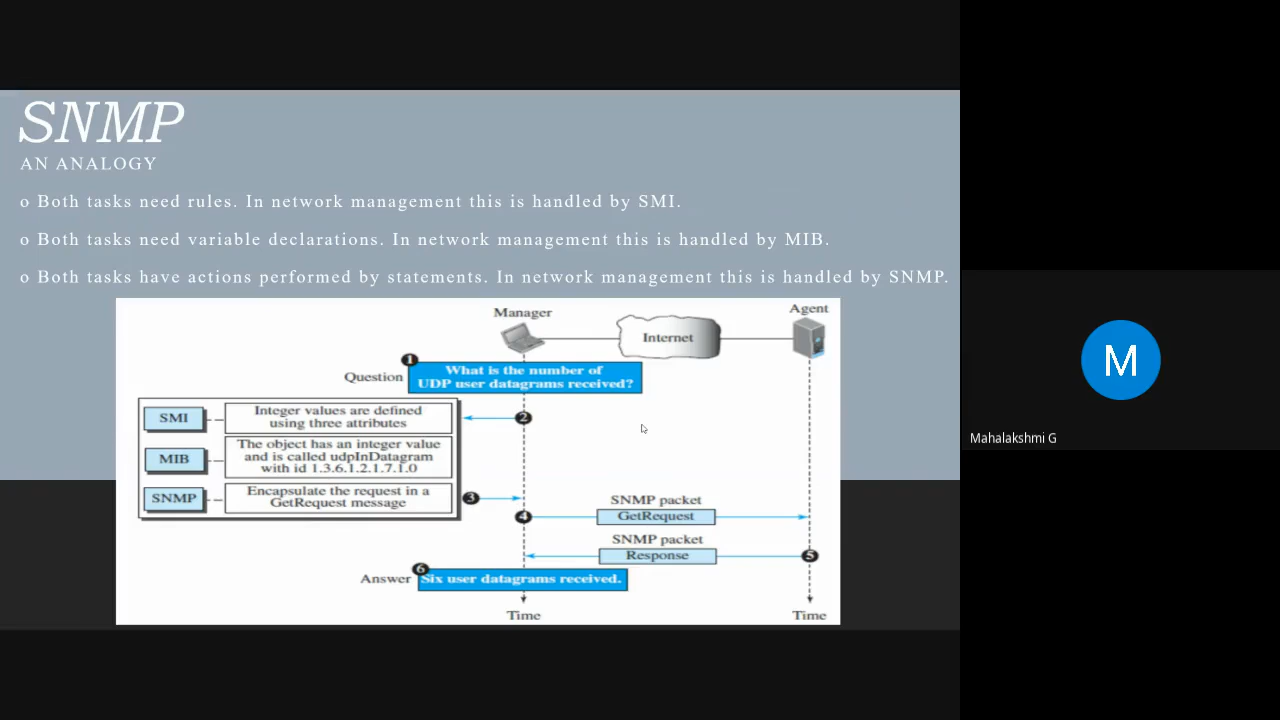 SNMP
AN ANALOGY
o Both tasks need rules. In network management this is handled by SMI.
o Both tasks need variable declarations. In network management this is handled by MIB.
o Both tasks have actions performed by statements. In network management this is handled by SNMP.
Manager
Agent
Internet
1
Question
What is the number of
UDP user datagrams received?
SMI
Integer values are defined
using three attributes
2
MIB
The object has an integer value
and is called udpInDatagram
with id 1.3.6.1.2.1.7.1.0
SNMP
Encapsulate the request in a
GetRequest message
3
SNMP packet
4
GetRequest
SNMP packet
Response
5
6
Answer
Six user datagrams received.
Time
Time
M
Mahalakshmi G